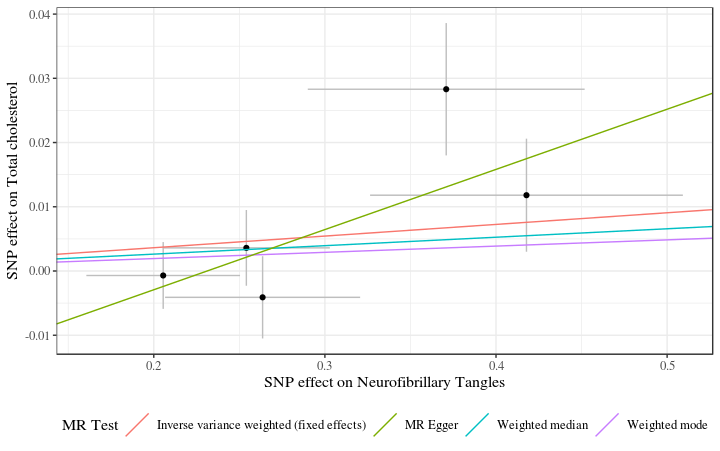 SNP effect on Total cholesterol
0.04
0.03
0.02
0.01
0.00
-0.01
0.2 0.3 0.4 0.5
SNP effect on Neurofibrillary Tangles
MR Test Inverse variance weighted (fixed effects) MR Egger Weighted median Weighted mode